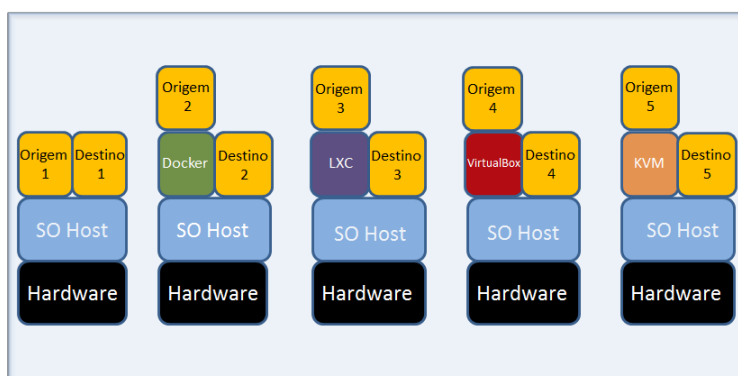 Origem
1
Destino
1
SO Host
Hardware
Origem
2
Docker
Destino
2
SO Host
Hardware
Origem
3
LXC
Destino
3
SO Host
Hardware
Origem
4
VirtualBox
Destino
4
SO Host
Hardware
Origem
5
KVM
Destino
5
SO Host
Hardware